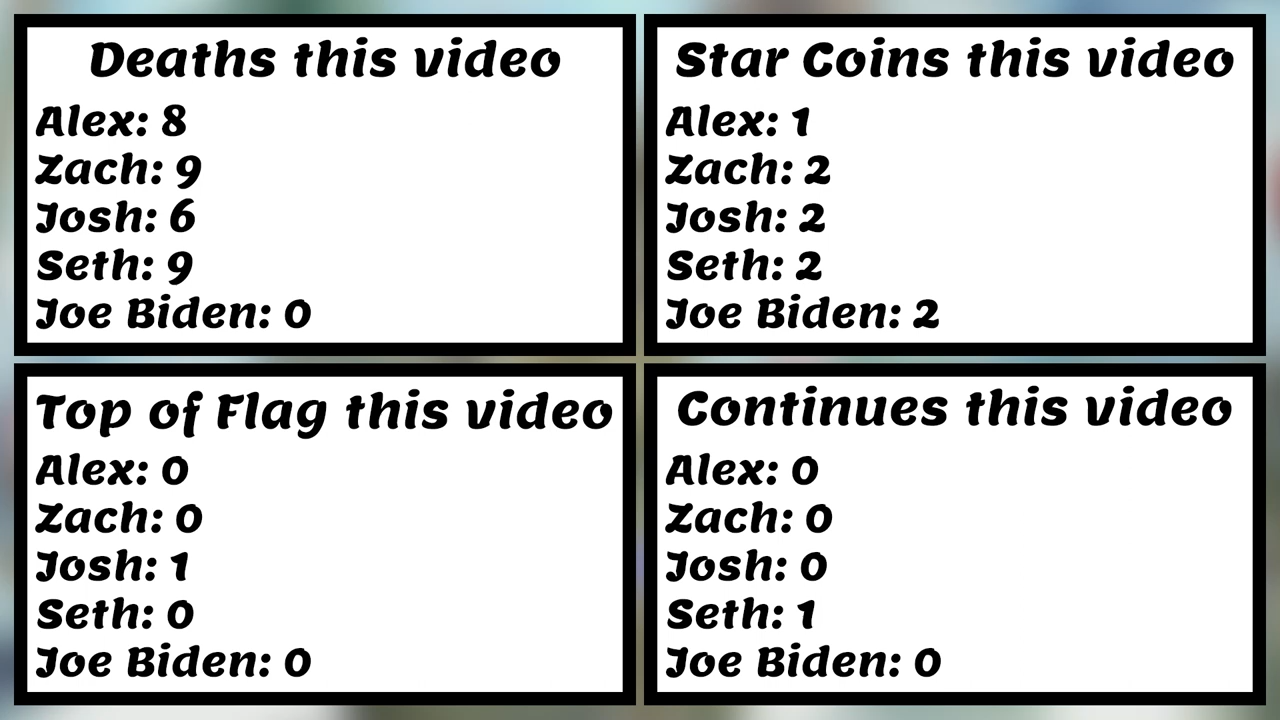 Deaths this video
Alex: 8
Zach: 9
Josh: 6
Seth: 9
Joe Biden: 0
Star Coins this video
Alex: 1
Zach: 2
Josh: 2
Seth: 2
Joe Biden: 2
Top of Flag this video
Alex: 0
Zach: 0
Josh: 1
Seth: 0
Joe Biden: 0
Continues this video
Alex: 0
Zach: 0
Josh: 0
Seth: 1
Joe Biden: 0